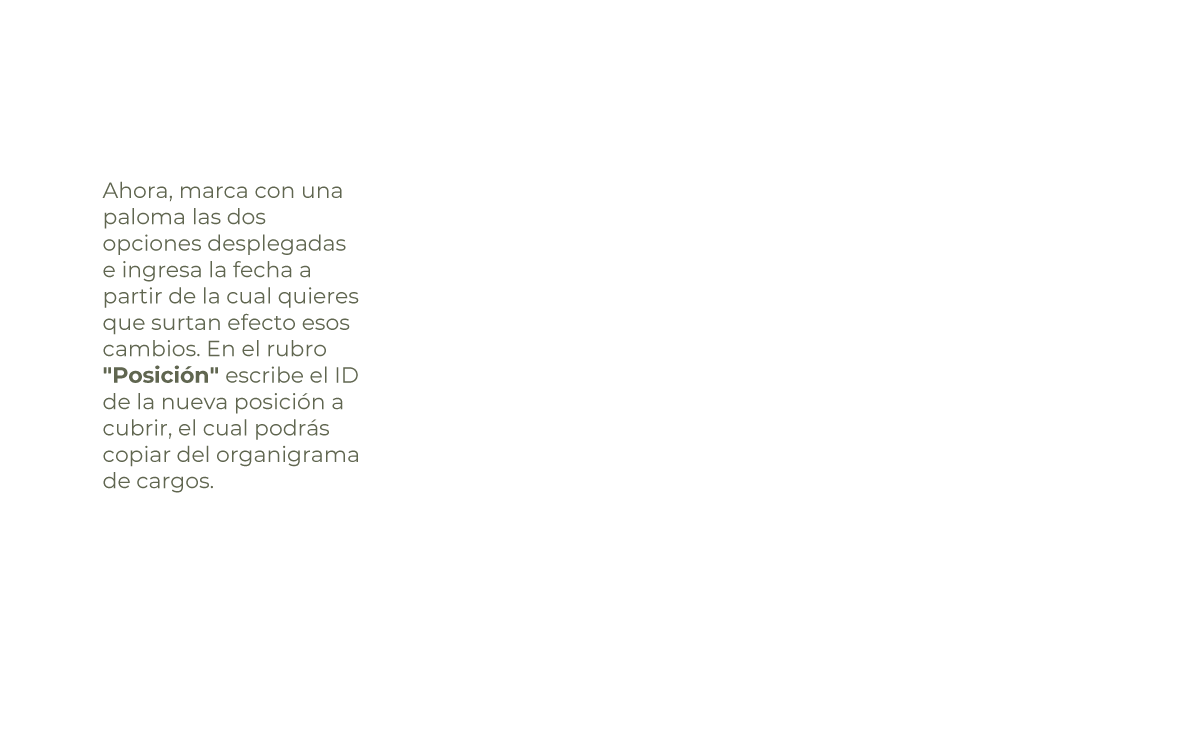 Ahora, marca con una
paloma las dos
opciones desplegadas
e ingresa la fecha a
partir de la cual quieres
que surtan efecto esos
cambios. En el rubro
"Posición" escribe el ID
de la nueva posición a
cubrir, el cual podrás
copiar del organigrama
de cargos.